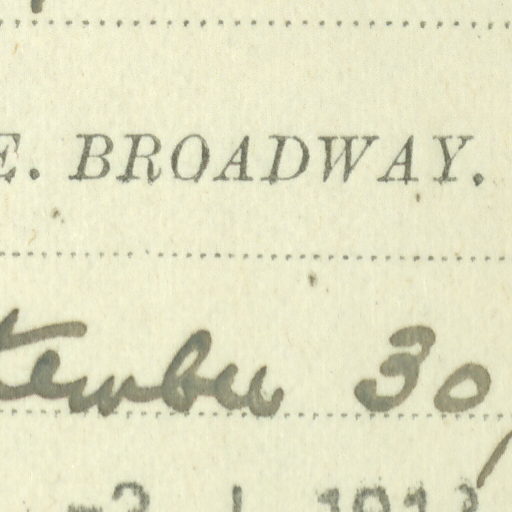 E. BROADWAY.
tember 30,